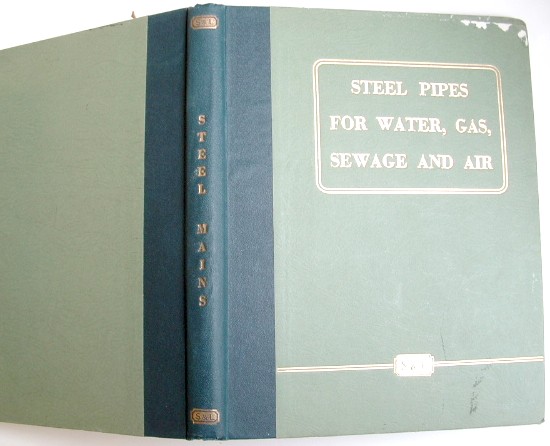 S&L
STEEL MAINS
S&L
STEEL PIPES
FOR WATER, GAS,
SEWAGE AND AIR
S&L